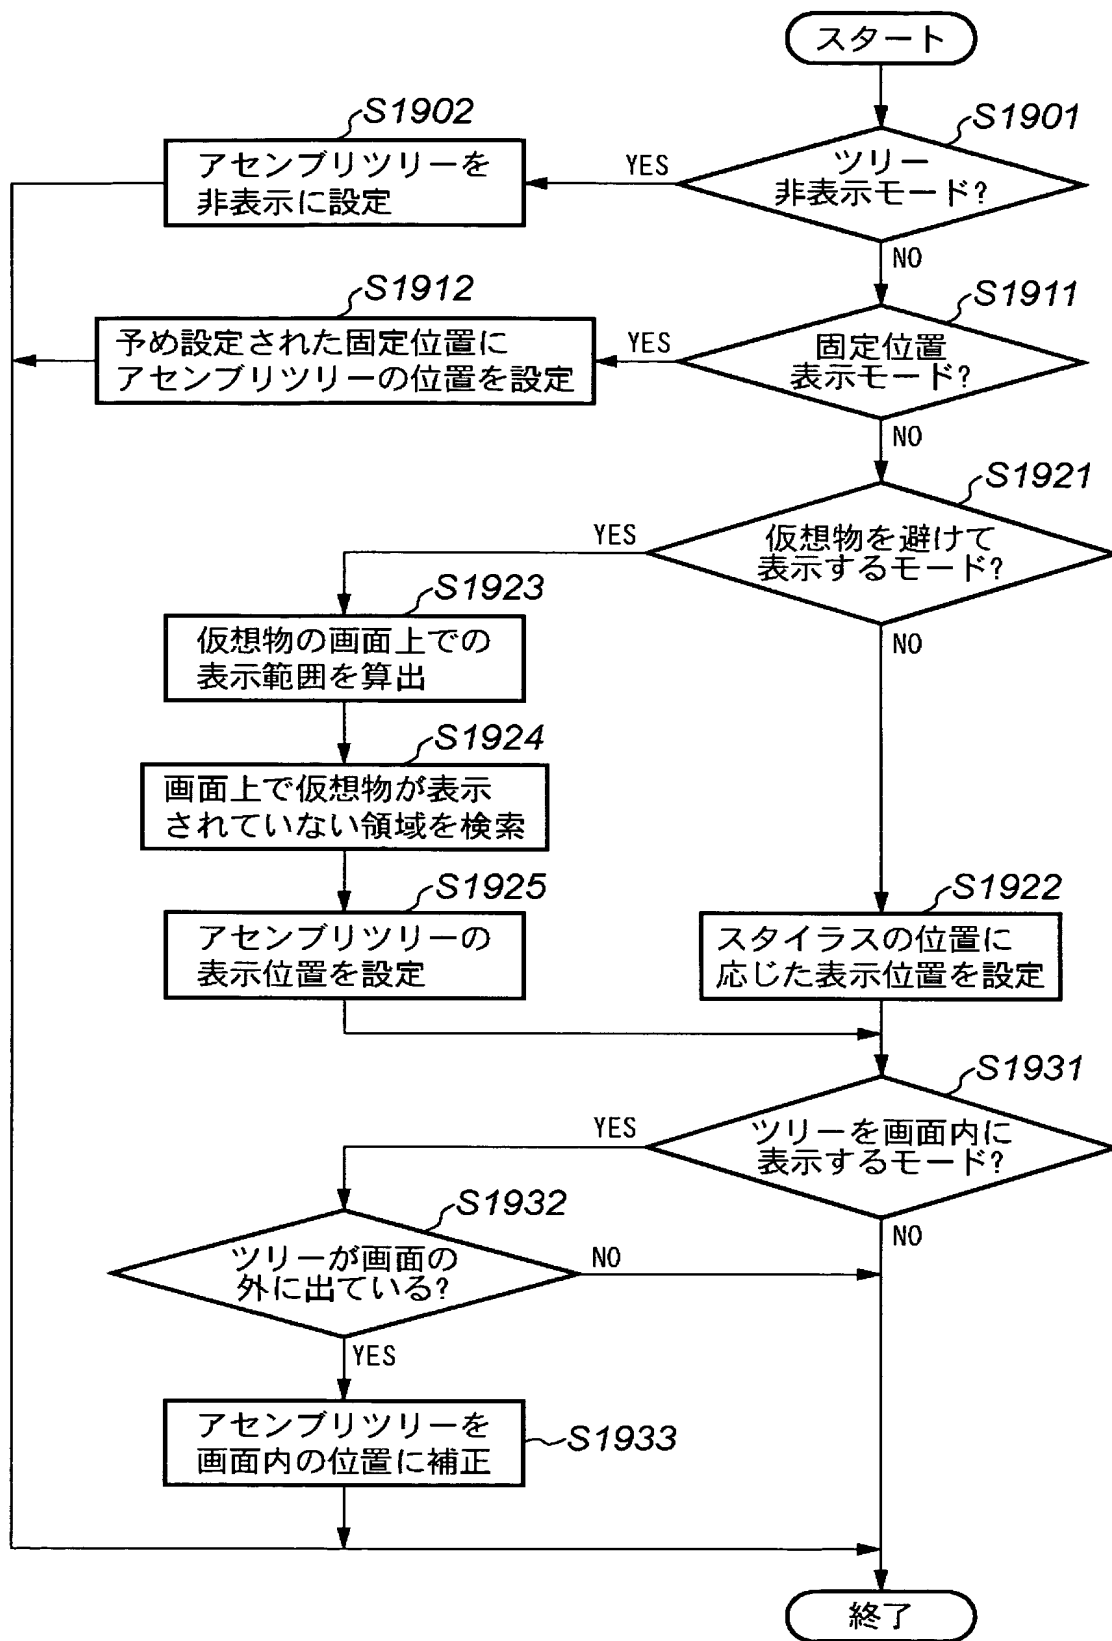 スタート
S1901
ツリー
非表示モード?
YES
NO
S1902
アセンブリツリーを
非表示に設定
S1911
固定位置
表示モード?
YES
NO
S1912
予め設定された固定位置に
アセンブリツリーの位置を設定
S1921
仮想物を避けて
表示するモード?
YES
NO
S1923
仮想物の画面上での
表示範囲を算出
S1924
画面上で仮想物が表示
されていない領域を検索
S1925
アセンブリツリーの
表示位置を設定
S1922
スタイラスの位置に
応じた表示位置を設定
S1931
ツリーを画面内に
表示するモード?
YES
NO
S1932
ツリーが画面の
外に出ている?
NO
YES
アセンブリツリーを
画面内の位置に補正
S1933
終了